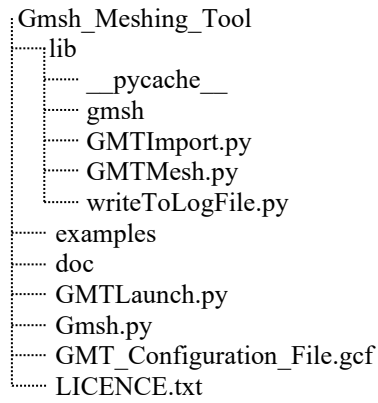 Gmsh_Meshing_Tool
lib
__pycache__
gmsh
GMTImport.py
GMTMesh.py
writeToLogFile.py
examples
doc
GMTLaunch.py
Gmsh.py
GMT_Configuration_File.gcf
LICENCE.txt